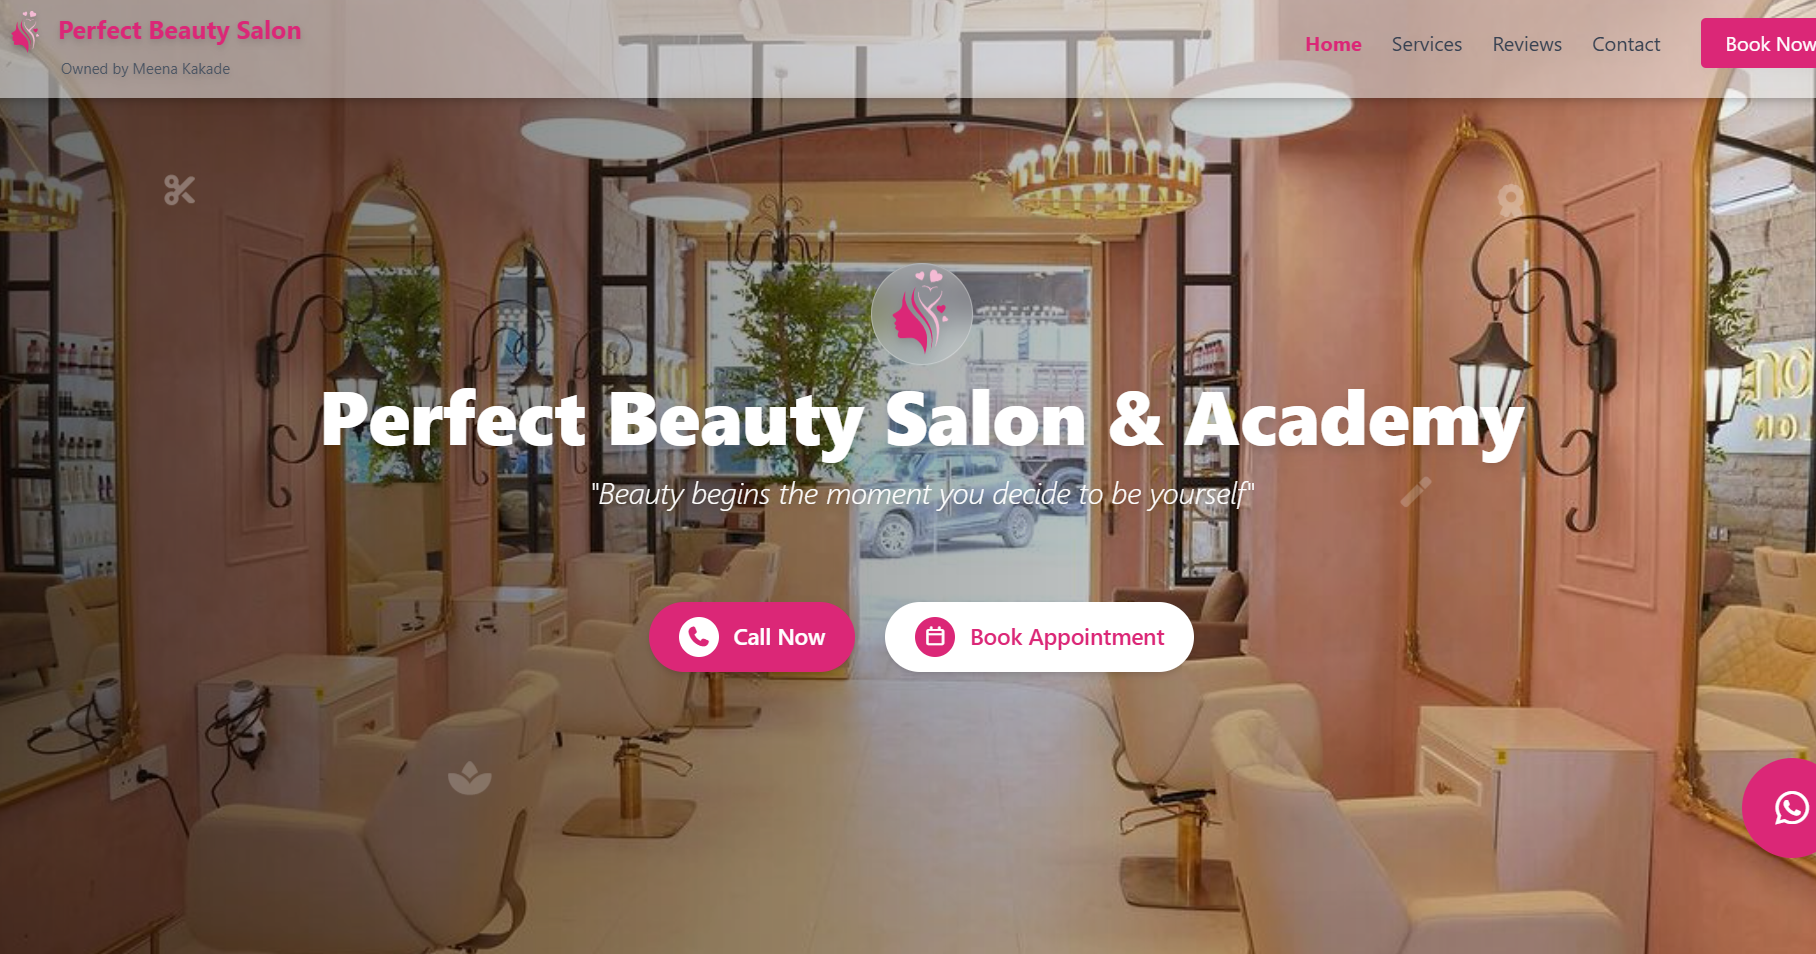 Perfect Beauty Salon
Owned by Meena Kakade
Home
Services
Reviews
Contact
Book Now
Perfect Beauty Salon & Academy
"Beauty begins the moment you decide to be yourself"
Call Now
Book Appointment